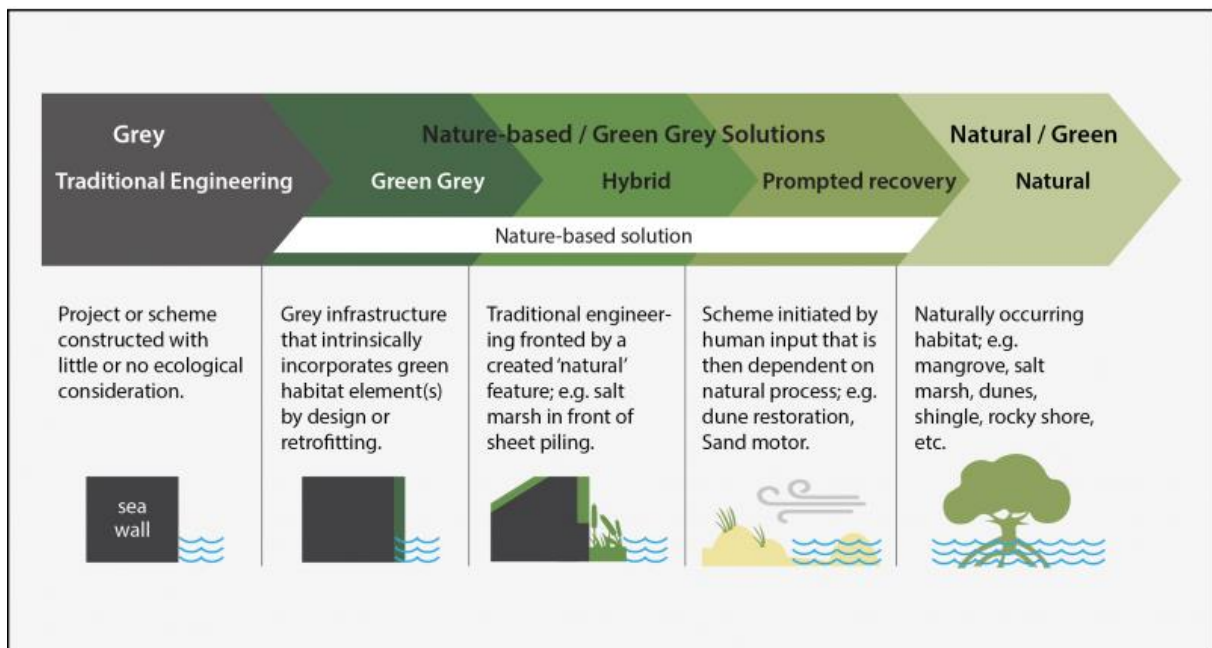 Grey
Nature-based / Green Grey Solutions
Natural / Green
Traditional Engineering
Green Grey
Hybrid
Prompted recovery
Natural
Nature-based solution
Project or scheme
constructed with
little or no ecological
consideration.
Grey infrastructure
that intrinsically
incorporates green
habitat element(s)
by design or
retrofitting.
Traditional engineer-
ing fronted by a
created ‘natural’
feature; e.g. salt
marsh in front of
sheet piling.
Scheme initiated by
human input that is
then dependent on
natural process; e.g.
dune restoration,
Sand motor.
Naturally occurring
habitat; e.g.
mangrove, salt
marsh, dunes,
shingle, rocky shore,
etc.
sea
wall